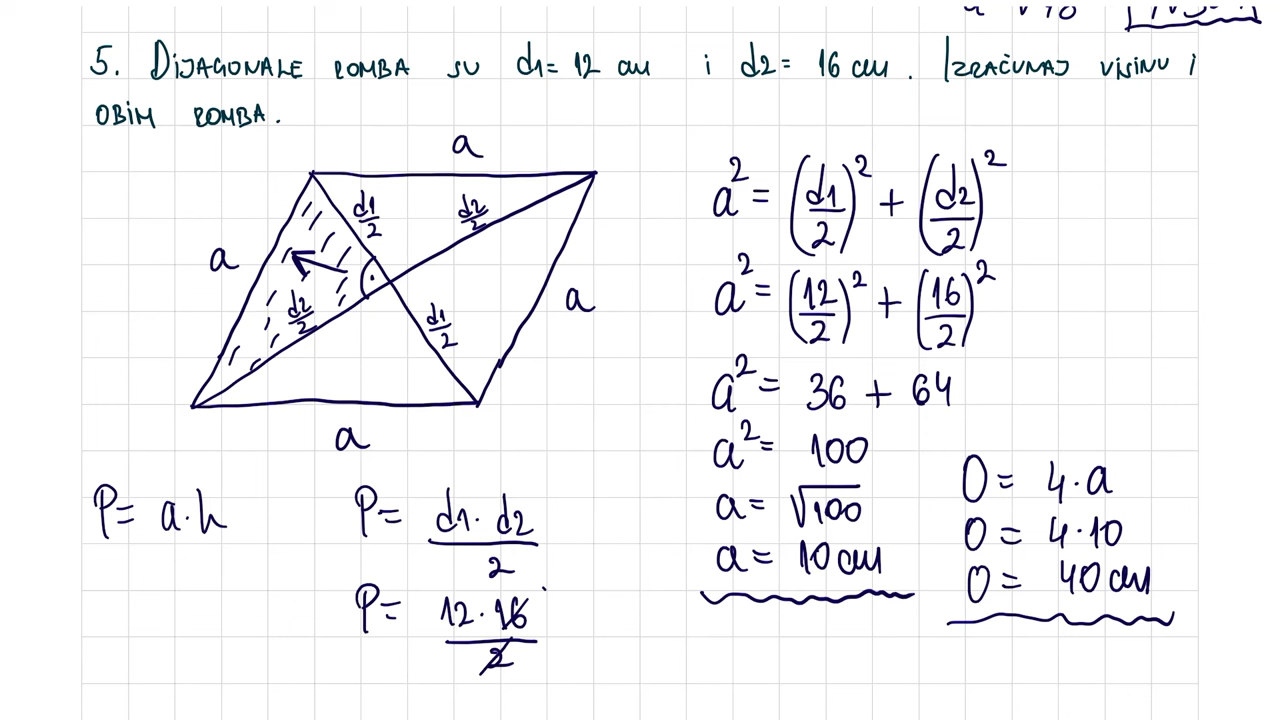 5. DIJAGONALE ROMBA SU d1= 12 cm i d2= 16 cm. IZRAČUNAJ VISINU I
OBIM ROMBA.
a
d1/2
d2/2
a
d2/2
d1/2
a
a
a² = (d1/2)² + (d2/2)²
a² = (12/2)² + (16/2)²
a² = 36 + 64
a² = 100
a = √100
a = 10 cm
O = 4·a
O = 4·10
O = 40 cm
P= a·h
P= d1·d2/2
P= 12·16/2